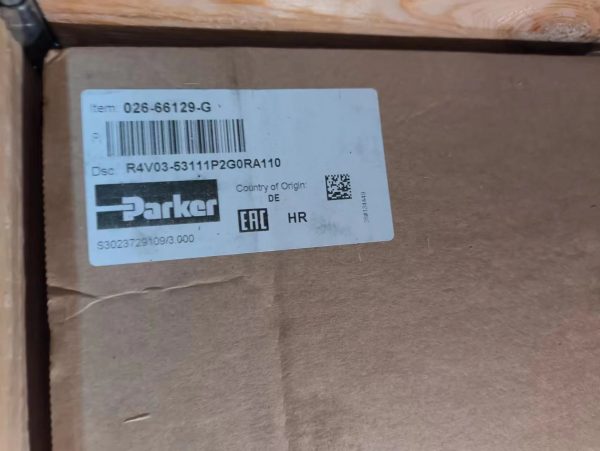 Item: 026-66129-G
P:
Dsc: R4V03-53111P2G0RA110
Parker
Country of Origin:
DE
EAC
HR
S3023729109/3.000